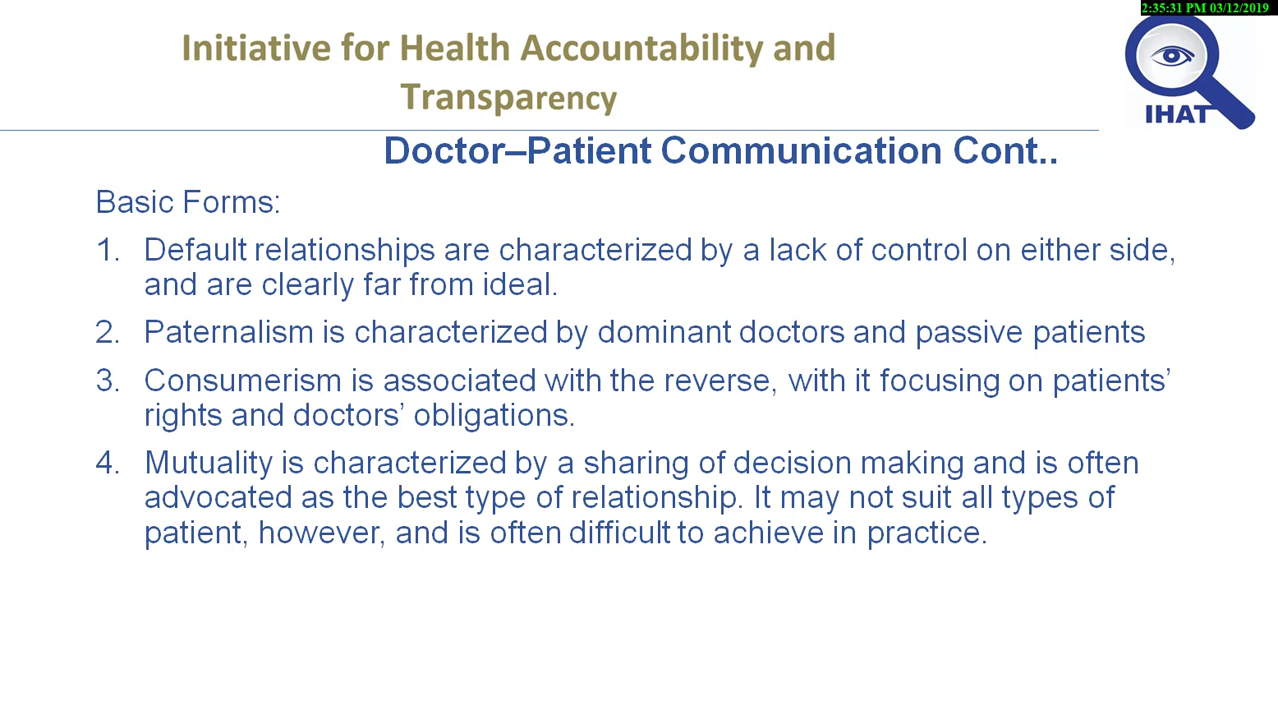 2:35:31 PM 03/12/2019
Initiative for Health Accountability and
Transparency
IHAT
Doctor–Patient Communication Cont..
Basic Forms:
1. Default relationships are characterized by a lack of control on either side,
and are clearly far from ideal.
2. Paternalism is characterized by dominant doctors and passive patients
3. Consumerism is associated with the reverse, with it focusing on patients’
rights and doctors’ obligations.
4. Mutuality is characterized by a sharing of decision making and is often
advocated as the best type of relationship. It may not suit all types of
patient, however, and is often difficult to achieve in practice.